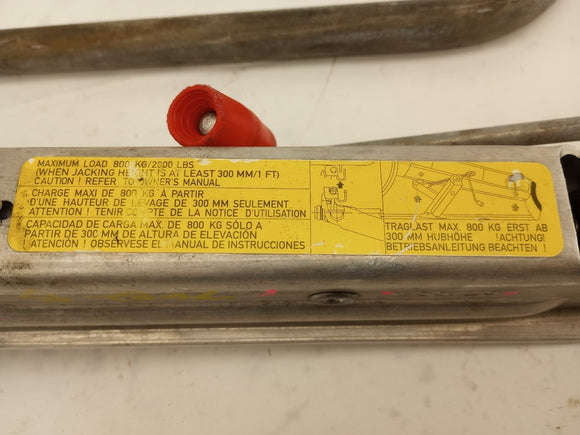 MAXIMUM LOAD 800 KG/2000 LBS
(WHEN JACKING HEIGHT IS AT LEAST 300 MM/1 FT)
CAUTION ! REFER TO OWNER'S MANUAL
CHARGE MAXI DE 800 KG À PARTIR
D'UNE HAUTEUR DE LEVAGE DE 300 MM SEULEMENT
ATTENTION ! TENIR COMPTE DE LA NOTICE D'UTILISATION
CAPACIDAD DE CARGA MAX. DE 800 KG SÓLO A
PARTIR DE 300 MM DE ALTURA DE ELEVACIÓN
¡ATENCIÓN ! OBSERVESE EL MANUAL DE INSTRUCCIONES
TRAGLAST MAX. 800 KG ERST AB
300 MM HUBHÖHE !ACHTUNG!
BETRIEBSANLEITUNG BEACHTEN !